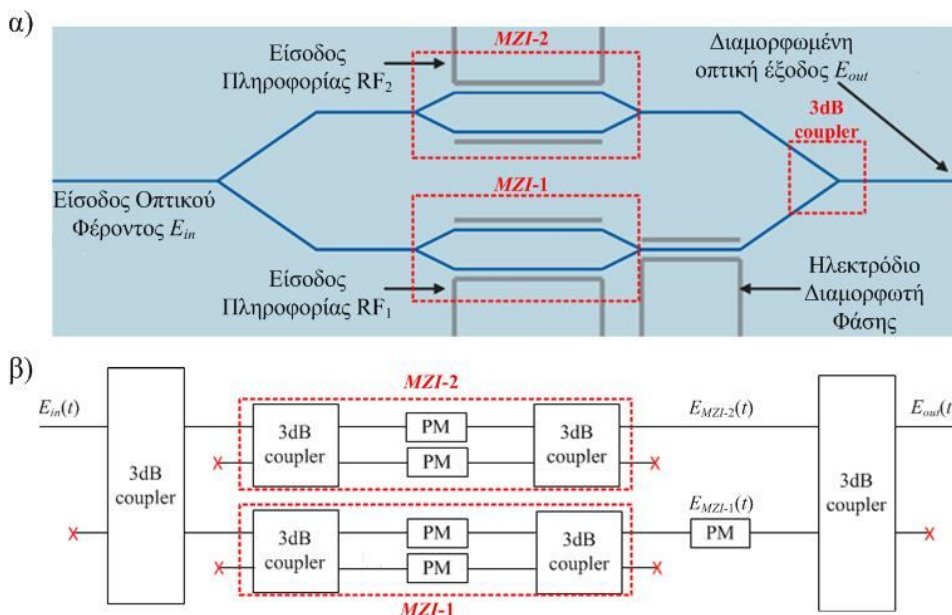 α)
MZI-2
Είσοδος
Πληροφορίας RF2
Διαμορφωμένη
οπτική έξοδος Eout
3dB
coupler
MZI-1
Είσοδος Οπτικού
Φέροντος Ein
Είσοδος
Πληροφορίας RF1
Ηλεκτρόδιο
Διαμορφωτή
Φάσης
β)
MZI-2
Ein(t)
3dB
coupler
3dB
coupler
PM
PM
3dB
coupler
EMZI-2(t)
3dB
coupler
Eout(t)
3dB
coupler
PM
PM
3dB
coupler
EMZI-1(t)
PM
MZI-1